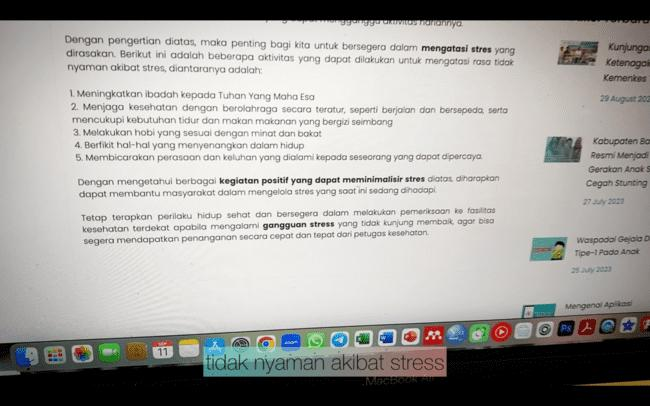 mengganggu aktivitas hariannya.
Dengan pengertian diatas, maka penting bagi kita untuk bersegera dalam mengatasi stres yang
dirasakan. Berikut ini adalah beberapa aktivitas yang dapat dilakukan untuk mengatasi rasa tidak
nyaman akibat stres, diantaranya adalah:
1. Meningkatkan ibadah kepada Tuhan Yang Maha Esa
2. Menjaga kesehatan dengan berolahraga secara teratur, seperti berjalan dan bersepeda, serta
mencukupi kebutuhan tidur dan makan makanan yang bergizi seimbang
3. Melakukan hobi yang sesuai dengan minat dan bakat
4. Berfikit hal-hal yang menyenangkan dalam hidup
5. Membicarakan perasaan dan keluhan yang dialami kepada seseorang yang dapat dipercaya.
Dengan mengetahui berbagai kegiatan positif yang dapat meminimalisir stres diatas, diharapkan
dapat membantu masyarakat dalam mengelola stres yang saat ini sedang dihadapi.
Tetap terapkan perilaku hidup sehat dan bersegera dalam melakukan pemeriksaan ke fasilitas
kesehatan terdekat apabila mengalami gangguan stress yang tidak kunjung membaik, agar bisa
segera mendapatkan penanganan secara cepat dan tepat dari petugas kesehatan.
Kunjungan
Ketenagak
Kemenkes
29 August 202
Kabupaten Ba
Resmi Menjadi
Gerakan Anak S
Cegah Stunting
27 July 2023
Waspadai Gejala D
Tipe-1 Pada Anak
25 July 2023
Mengenal Aplikasi
SEP
11
zoom
tidak nyaman akibat stress
MacBook Air